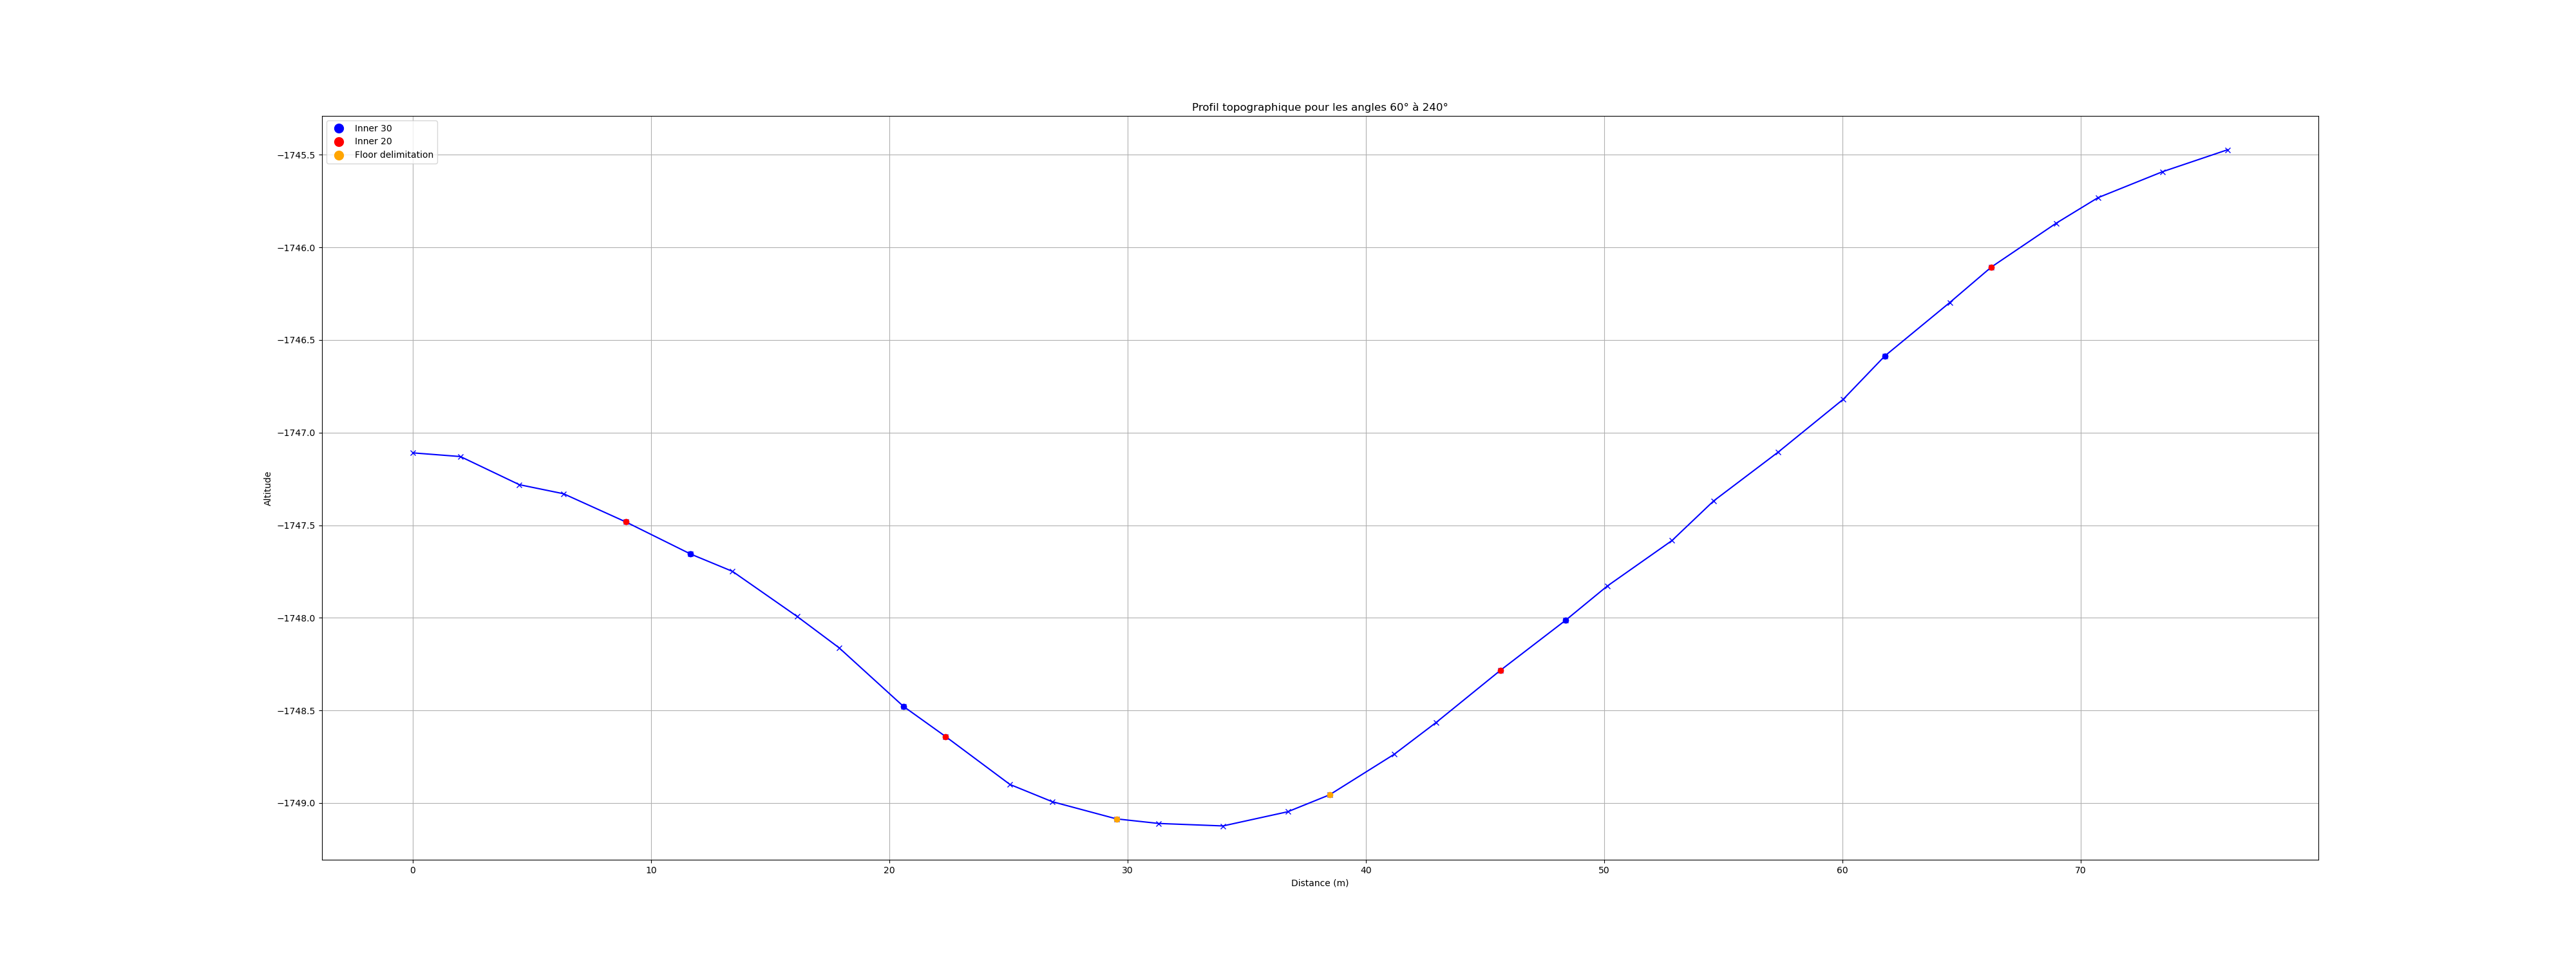 Profil topographique pour les angles 60° à 240°
Inner 30
Inner 20
Floor delimitation
−1745.5
−1746.0
−1746.5
−1747.0
−1747.5
−1748.0
−1748.5
−1749.0
Altitude
0 10 20 30 40 50 60 70
Distance (m)